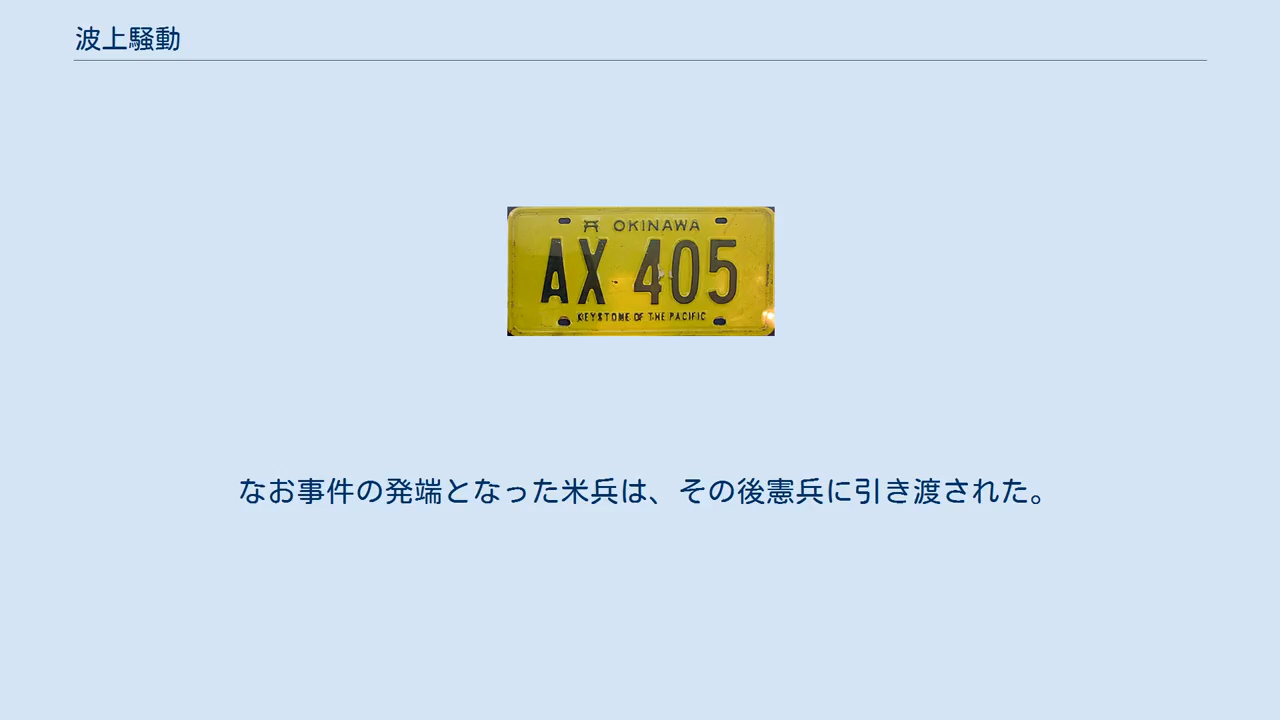 波上騒動
OKINAWA
AX 405
KEYSTONE OF THE PACIFIC
なお事件の発端となった米兵は、その後憲兵に引き渡された。